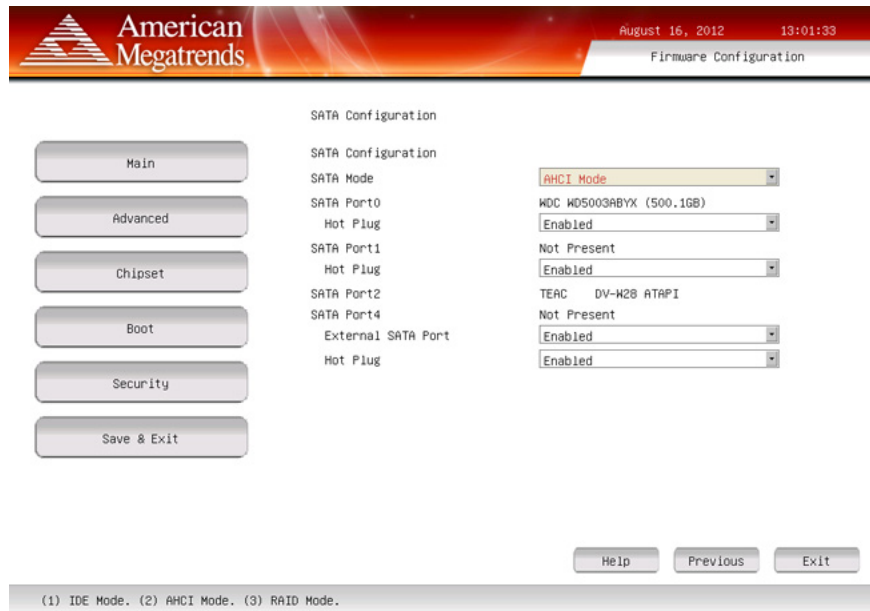 American
Megatrends
August 16, 2012 13:01:33
Firmware Configuration
Main
Advanced
Chipset
Boot
Security
Save & Exit
SATA Configuration
SATA Configuration
SATA Mode AHCI Mode
SATA Port0 WDC WD5003ABYX (500.1GB)
Hot Plug Enabled
SATA Port1 Not Present
Hot Plug Enabled
SATA Port2 TEAC DV-W28 ATAPI
SATA Port4 Not Present
External SATA Port Enabled
Hot Plug Enabled
Help Previous Exit
(1) IDE Mode. (2) AHCI Mode. (3) RAID Mode.